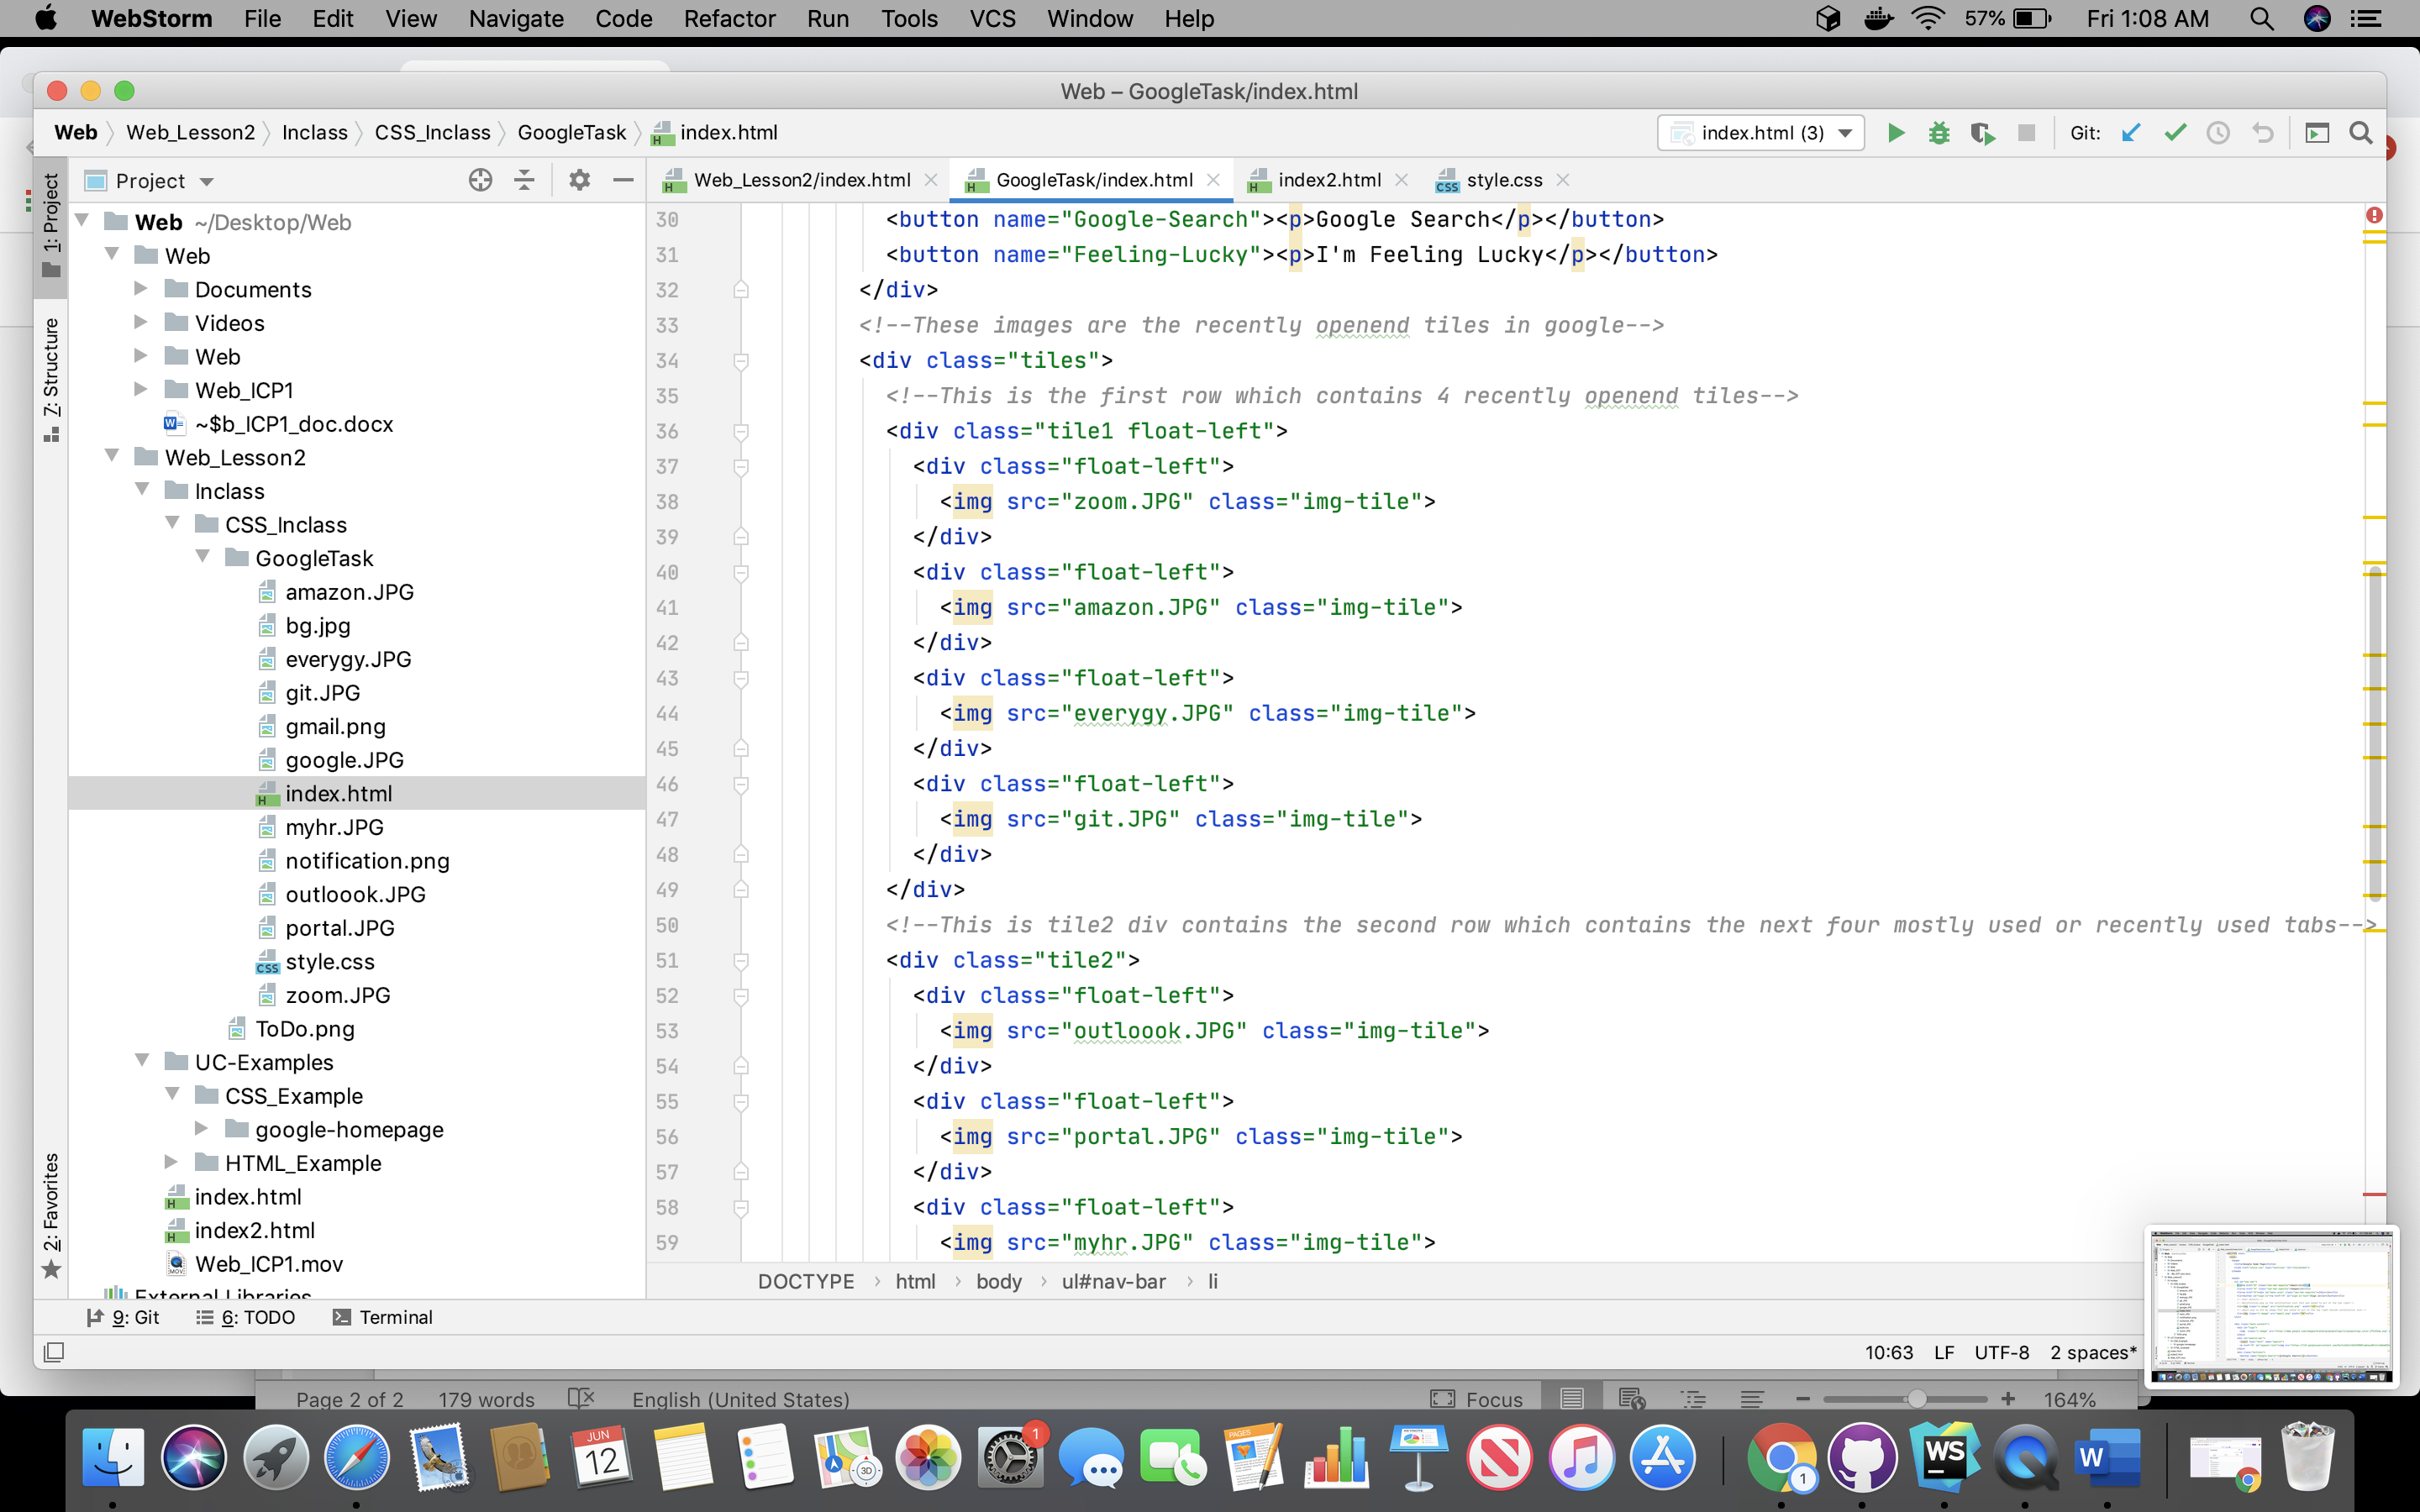 WebStorm File Edit View Navigate Code Refactor Run Tools VCS Window Help 57% Fri 1:08 AM
Web – GoogleTask/index.html
Web Web_Lesson2 Inclass CSS_Inclass GoogleTask index.html index.html (3) Git:
Project Web_Lesson2/index.html GoogleTask/index.html index2.html style.css
1: Project
7: Structure
2: Favorites
Web ~/Desktop/Web
Web
Documents
Videos
Web
Web_ICP1
~$b_ICP1_doc.docx
Web_Lesson2
Inclass
CSS_Inclass
GoogleTask
amazon.JPG
bg.jpg
everygy.JPG
git.JPG
gmail.png
google.JPG
index.html
myhr.JPG
notification.png
outloook.JPG
portal.JPG
style.css
zoom.JPG
ToDo.png
UC-Examples
CSS_Example
google-homepage
HTML_Example
index.html
index2.html
Web_ICP1.mov
External Libraries
30 <button name="Google-Search"><p>Google Search</p></button>
31 <button name="Feeling-Lucky"><p>I'm Feeling Lucky</p></button>
32 </div>
33 <!--These images are the recently openend tiles in google-->
34 <div class="tiles">
35 <!--This is the first row which contains 4 recently openend tiles-->
36 <div class="tile1 float-left">
37 <div class="float-left">
38 <img src="zoom.JPG" class="img-tile">
39 </div>
40 <div class="float-left">
41 <img src="amazon.JPG" class="img-tile">
42 </div>
43 <div class="float-left">
44 <img src="everygy.JPG" class="img-tile">
45 </div>
46 <div class="float-left">
47 <img src="git.JPG" class="img-tile">
48 </div>
49 </div>
50 <!--This is tile2 div contains the second row which contains the next four mostly used or recently used tabs-->
51 <div class="tile2">
52 <div class="float-left">
53 <img src="outloook.JPG" class="img-tile">
54 </div>
55 <div class="float-left">
56 <img src="portal.JPG" class="img-tile">
57 </div>
58 <div class="float-left">
59 <img src="myhr.JPG" class="img-tile">
DOCTYPE html body ul#nav-bar li
9: Git 6: TODO Terminal
10:63 LF UTF-8 2 spaces*
Page 2 of 2 179 words English (United States) Focus 164%
JUN
12
3D
1
PAGES
1
WS
W